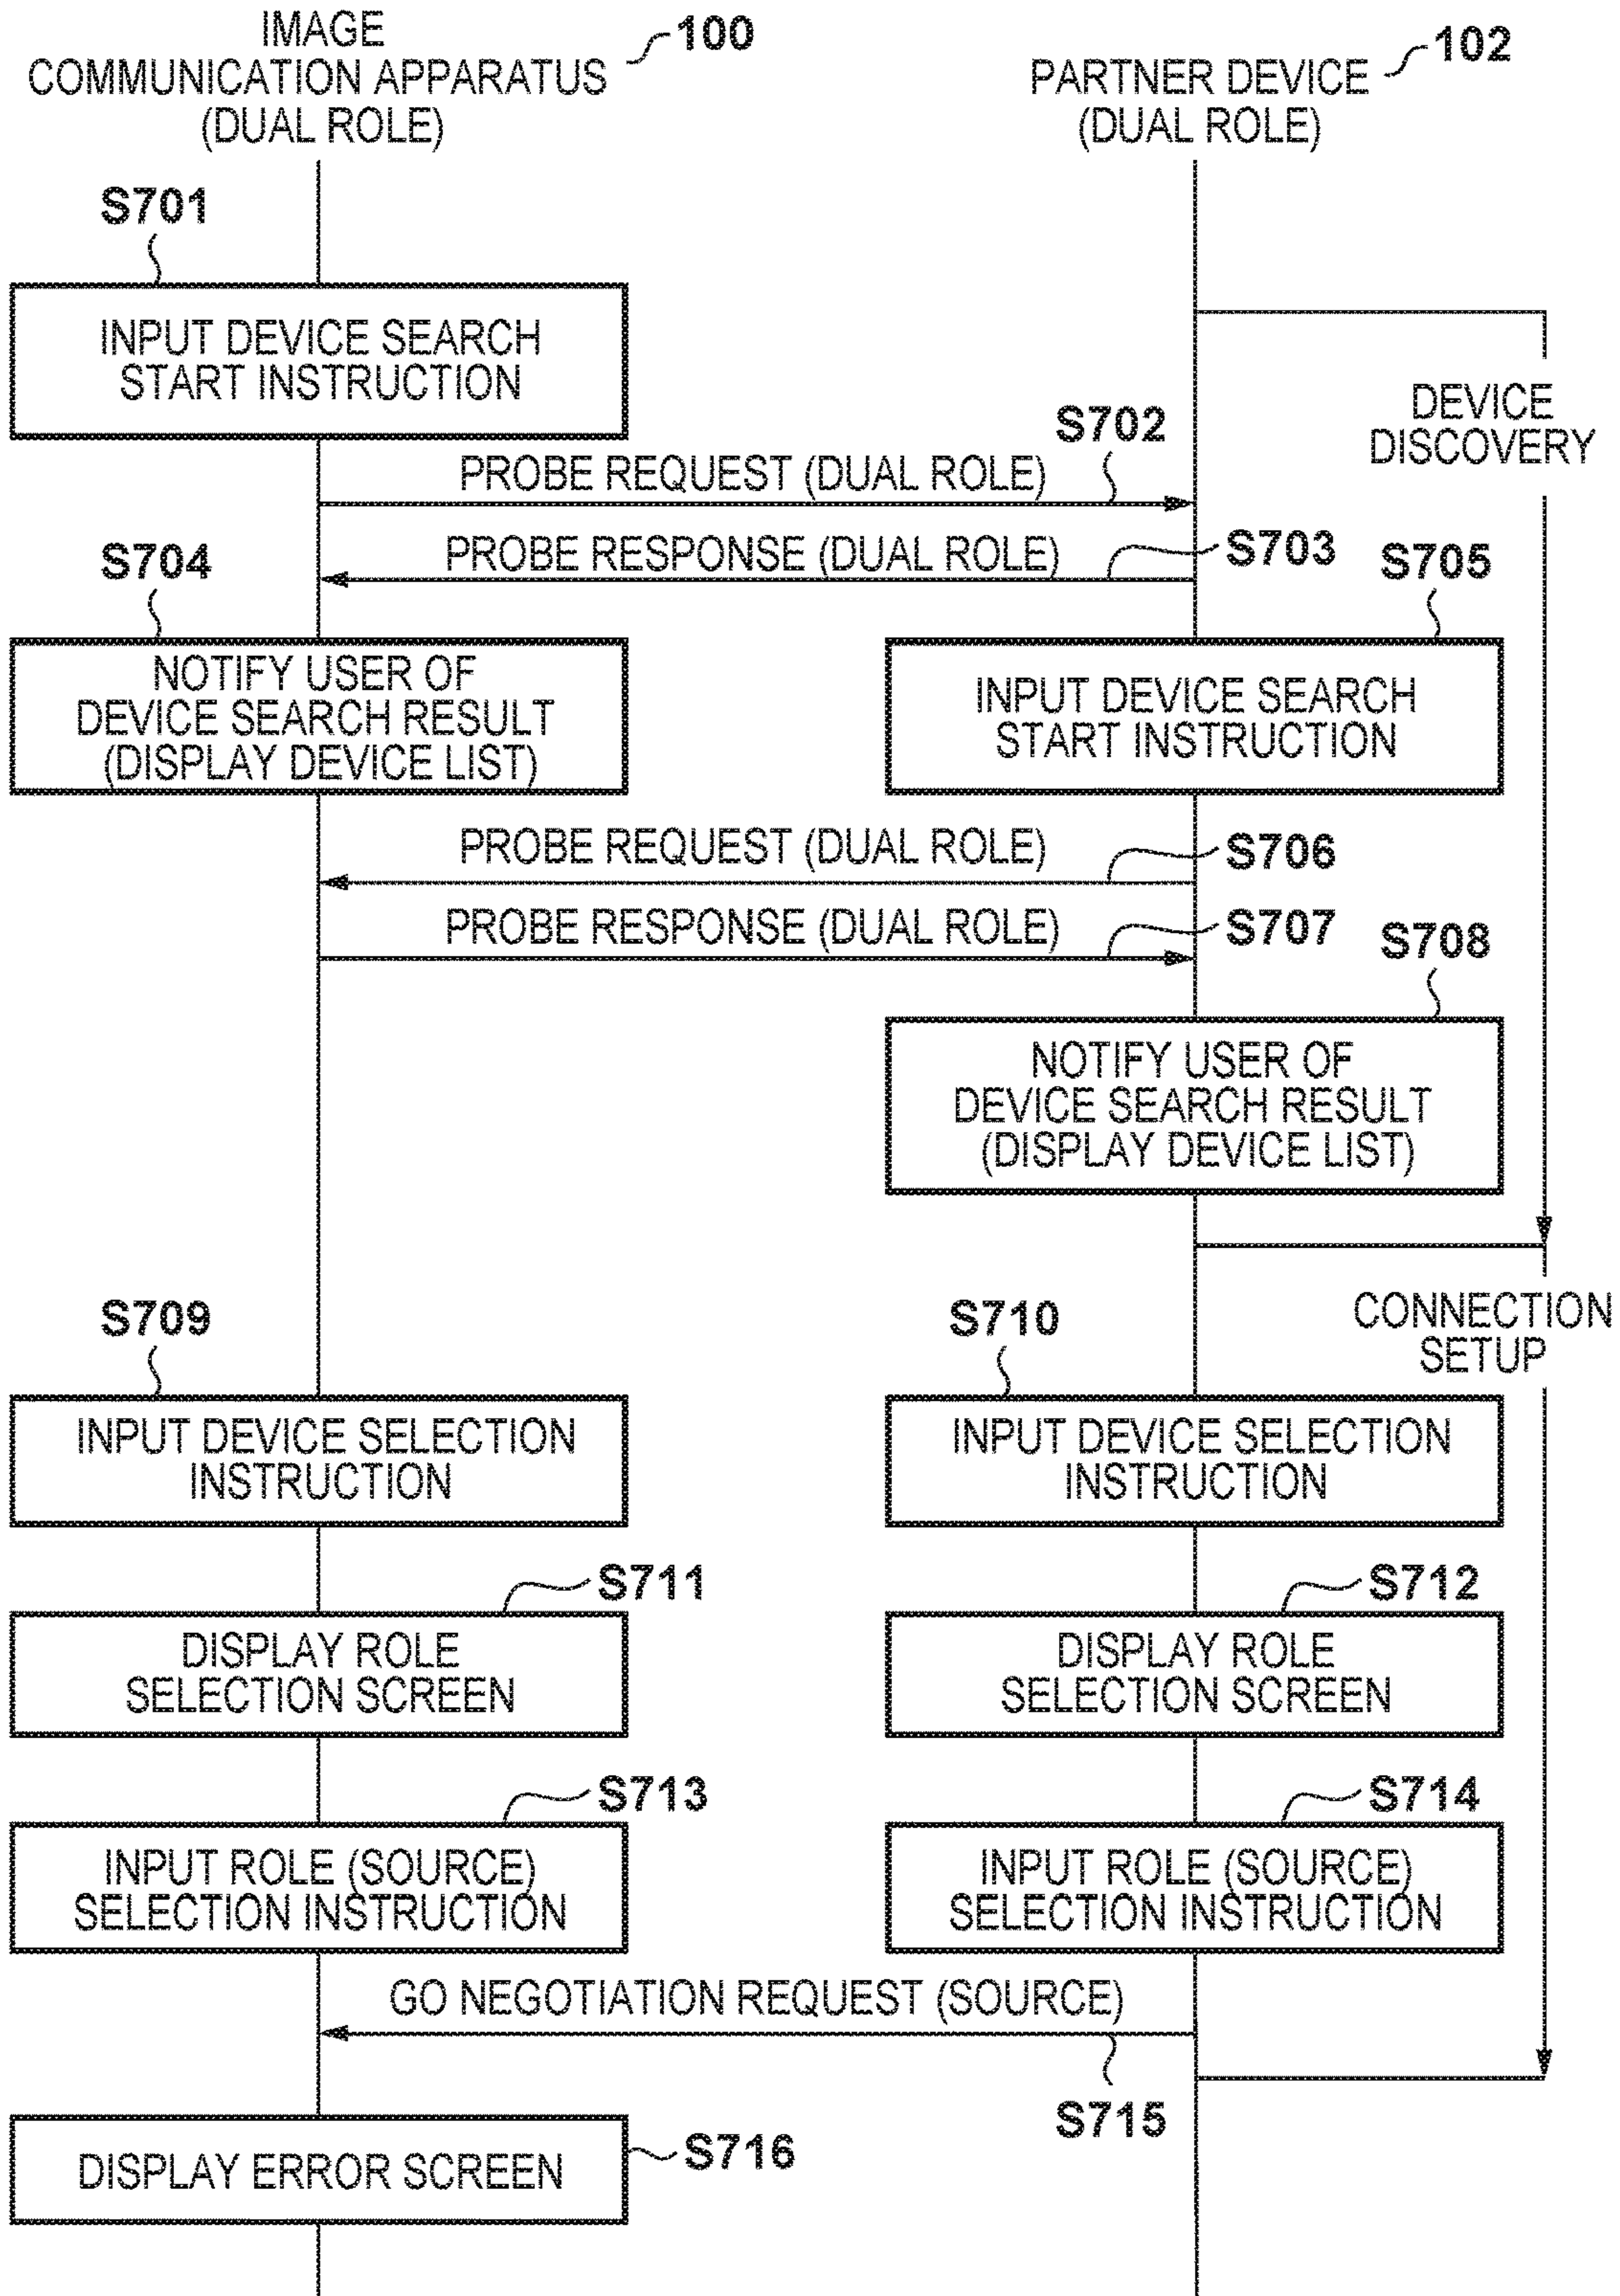 IMAGE
COMMUNICATION APPARATUS
(DUAL ROLE)
100
PARTNER DEVICE
(DUAL ROLE)
102
S701
INPUT DEVICE SEARCH
START INSTRUCTION
DEVICE
DISCOVERY
S702
PROBE REQUEST (DUAL ROLE)
PROBE RESPONSE (DUAL ROLE)
S703
S704
S705
NOTIFY USER OF
DEVICE SEARCH RESULT
(DISPLAY DEVICE LIST)
INPUT DEVICE SEARCH
START INSTRUCTION
PROBE REQUEST (DUAL ROLE)
S706
PROBE RESPONSE (DUAL ROLE)
S707
S708
NOTIFY USER OF
DEVICE SEARCH RESULT
(DISPLAY DEVICE LIST)
CONNECTION
SETUP
S709
S710
INPUT DEVICE SELECTION
INSTRUCTION
INPUT DEVICE SELECTION
INSTRUCTION
S711
S712
DISPLAY ROLE
SELECTION SCREEN
DISPLAY ROLE
SELECTION SCREEN
S713
S714
INPUT ROLE (SOURCE)
SELECTION INSTRUCTION
INPUT ROLE (SOURCE)
SELECTION INSTRUCTION
GO NEGOTIATION REQUEST (SOURCE)
S715
DISPLAY ERROR SCREEN
S716